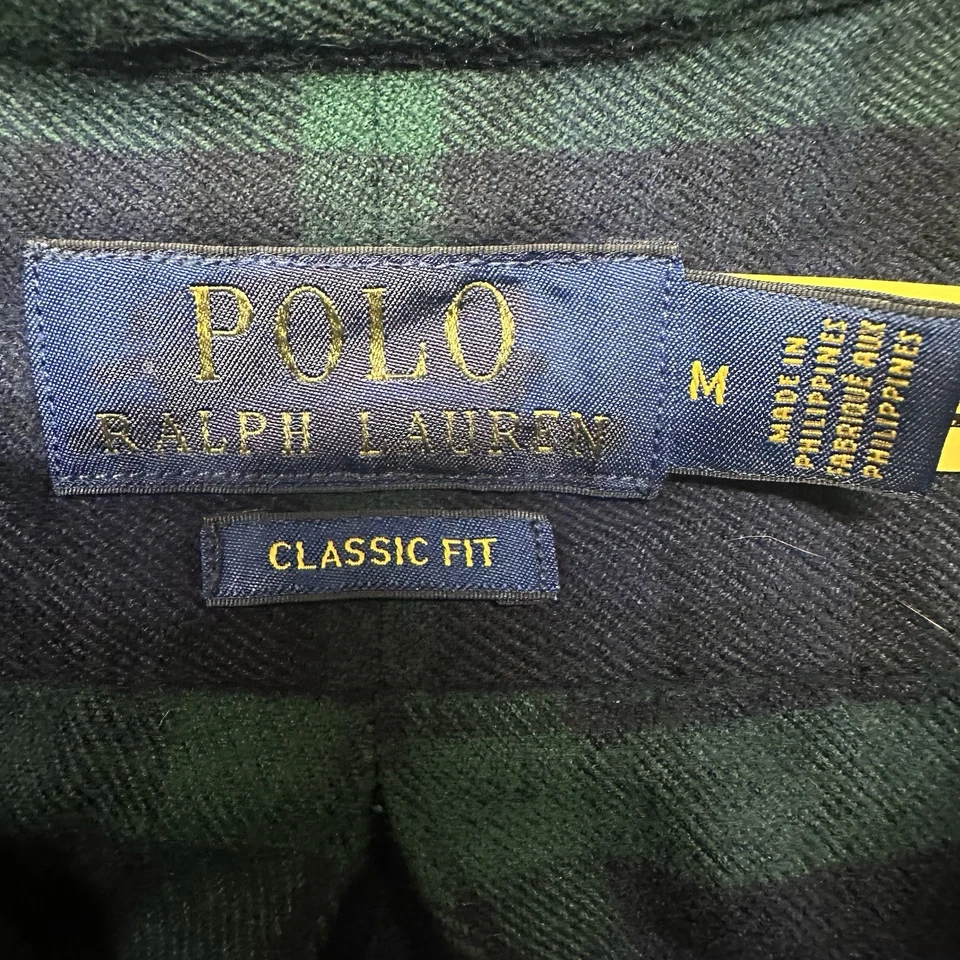 POLO
RALPH LAUREN
M
MADE IN
PHILIPPINES
FABRIQUÉ AUX
PHILIPPINES
CLASSIC FIT